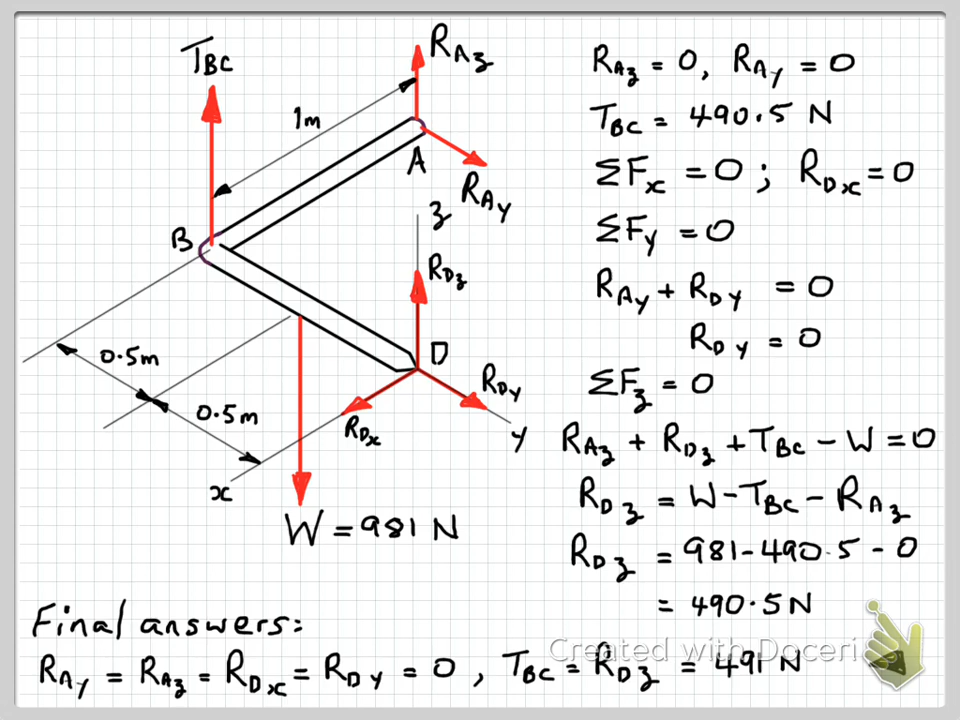 T_BC
R_Az
1m
A
R_Ay
B
z
R_Dz
0.5m
0.5m
D
R_Dy
R_Dx
y
x
W = 981 N
R_Az = 0, R_Ay = 0
T_BC = 490.5 N
ΣF_x = 0 ; R_Dx = 0
ΣF_y = 0
R_Ay + R_Dy = 0
R_Dy = 0
ΣF_z = 0
R_Az + R_Dz + T_BC - W = 0
R_Dz = W - T_BC - R_Az
R_Dz = 981 - 490.5 - 0
= 490.5 N
Final answers:
R_Ay = R_Az = R_Dx = R_Dy = 0, T_BC = R_Dz = 491 N
Created with Doceri